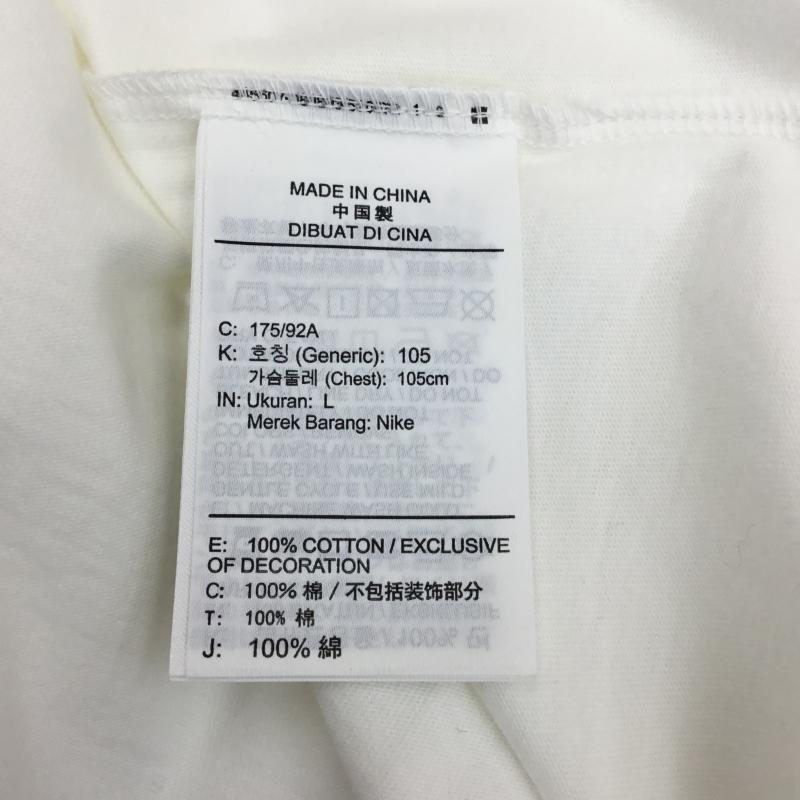 MADE IN CHINA
中国製
DIBUAT DI CINA
C: 175/92A
K: 호칭 (Generic): 105
가슴둘레 (Chest): 105cm
IN: Ukuran: L
Merek Barang: Nike
E: 100% COTTON / EXCLUSIVE
OF DECORATION
C: 100% 棉 / 不包括装饰部分
T: 100% 棉
J: 100% 綿